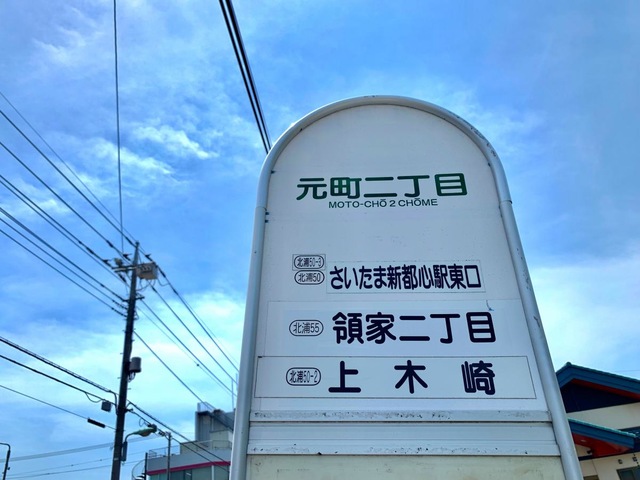 元町二丁目
MOTO-CHŌ 2 CHŌME
北浦50-3
北浦50 さいたま新都心駅東口
北浦55 領家二丁目
北浦50-2 上木崎